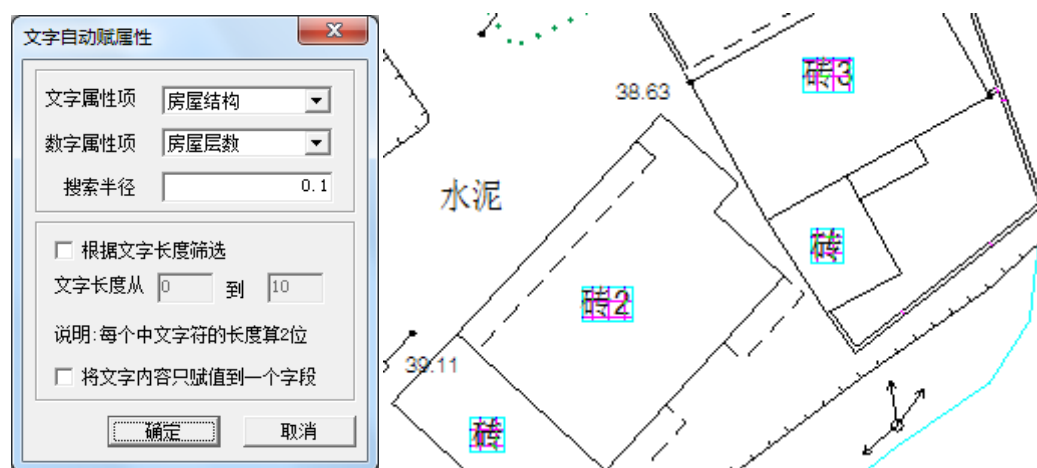 文字自动赋属性
文字属性项 房屋结构
数字属性项 房屋层数
搜索半径 0.1
根据文字长度筛选
文字长度从 0 到 10
说明:每个中文字符的长度算2位
将文字内容只赋值到一个字段
确定 取消
砖3
38.63
水泥
砖
砖2
39.11
砖